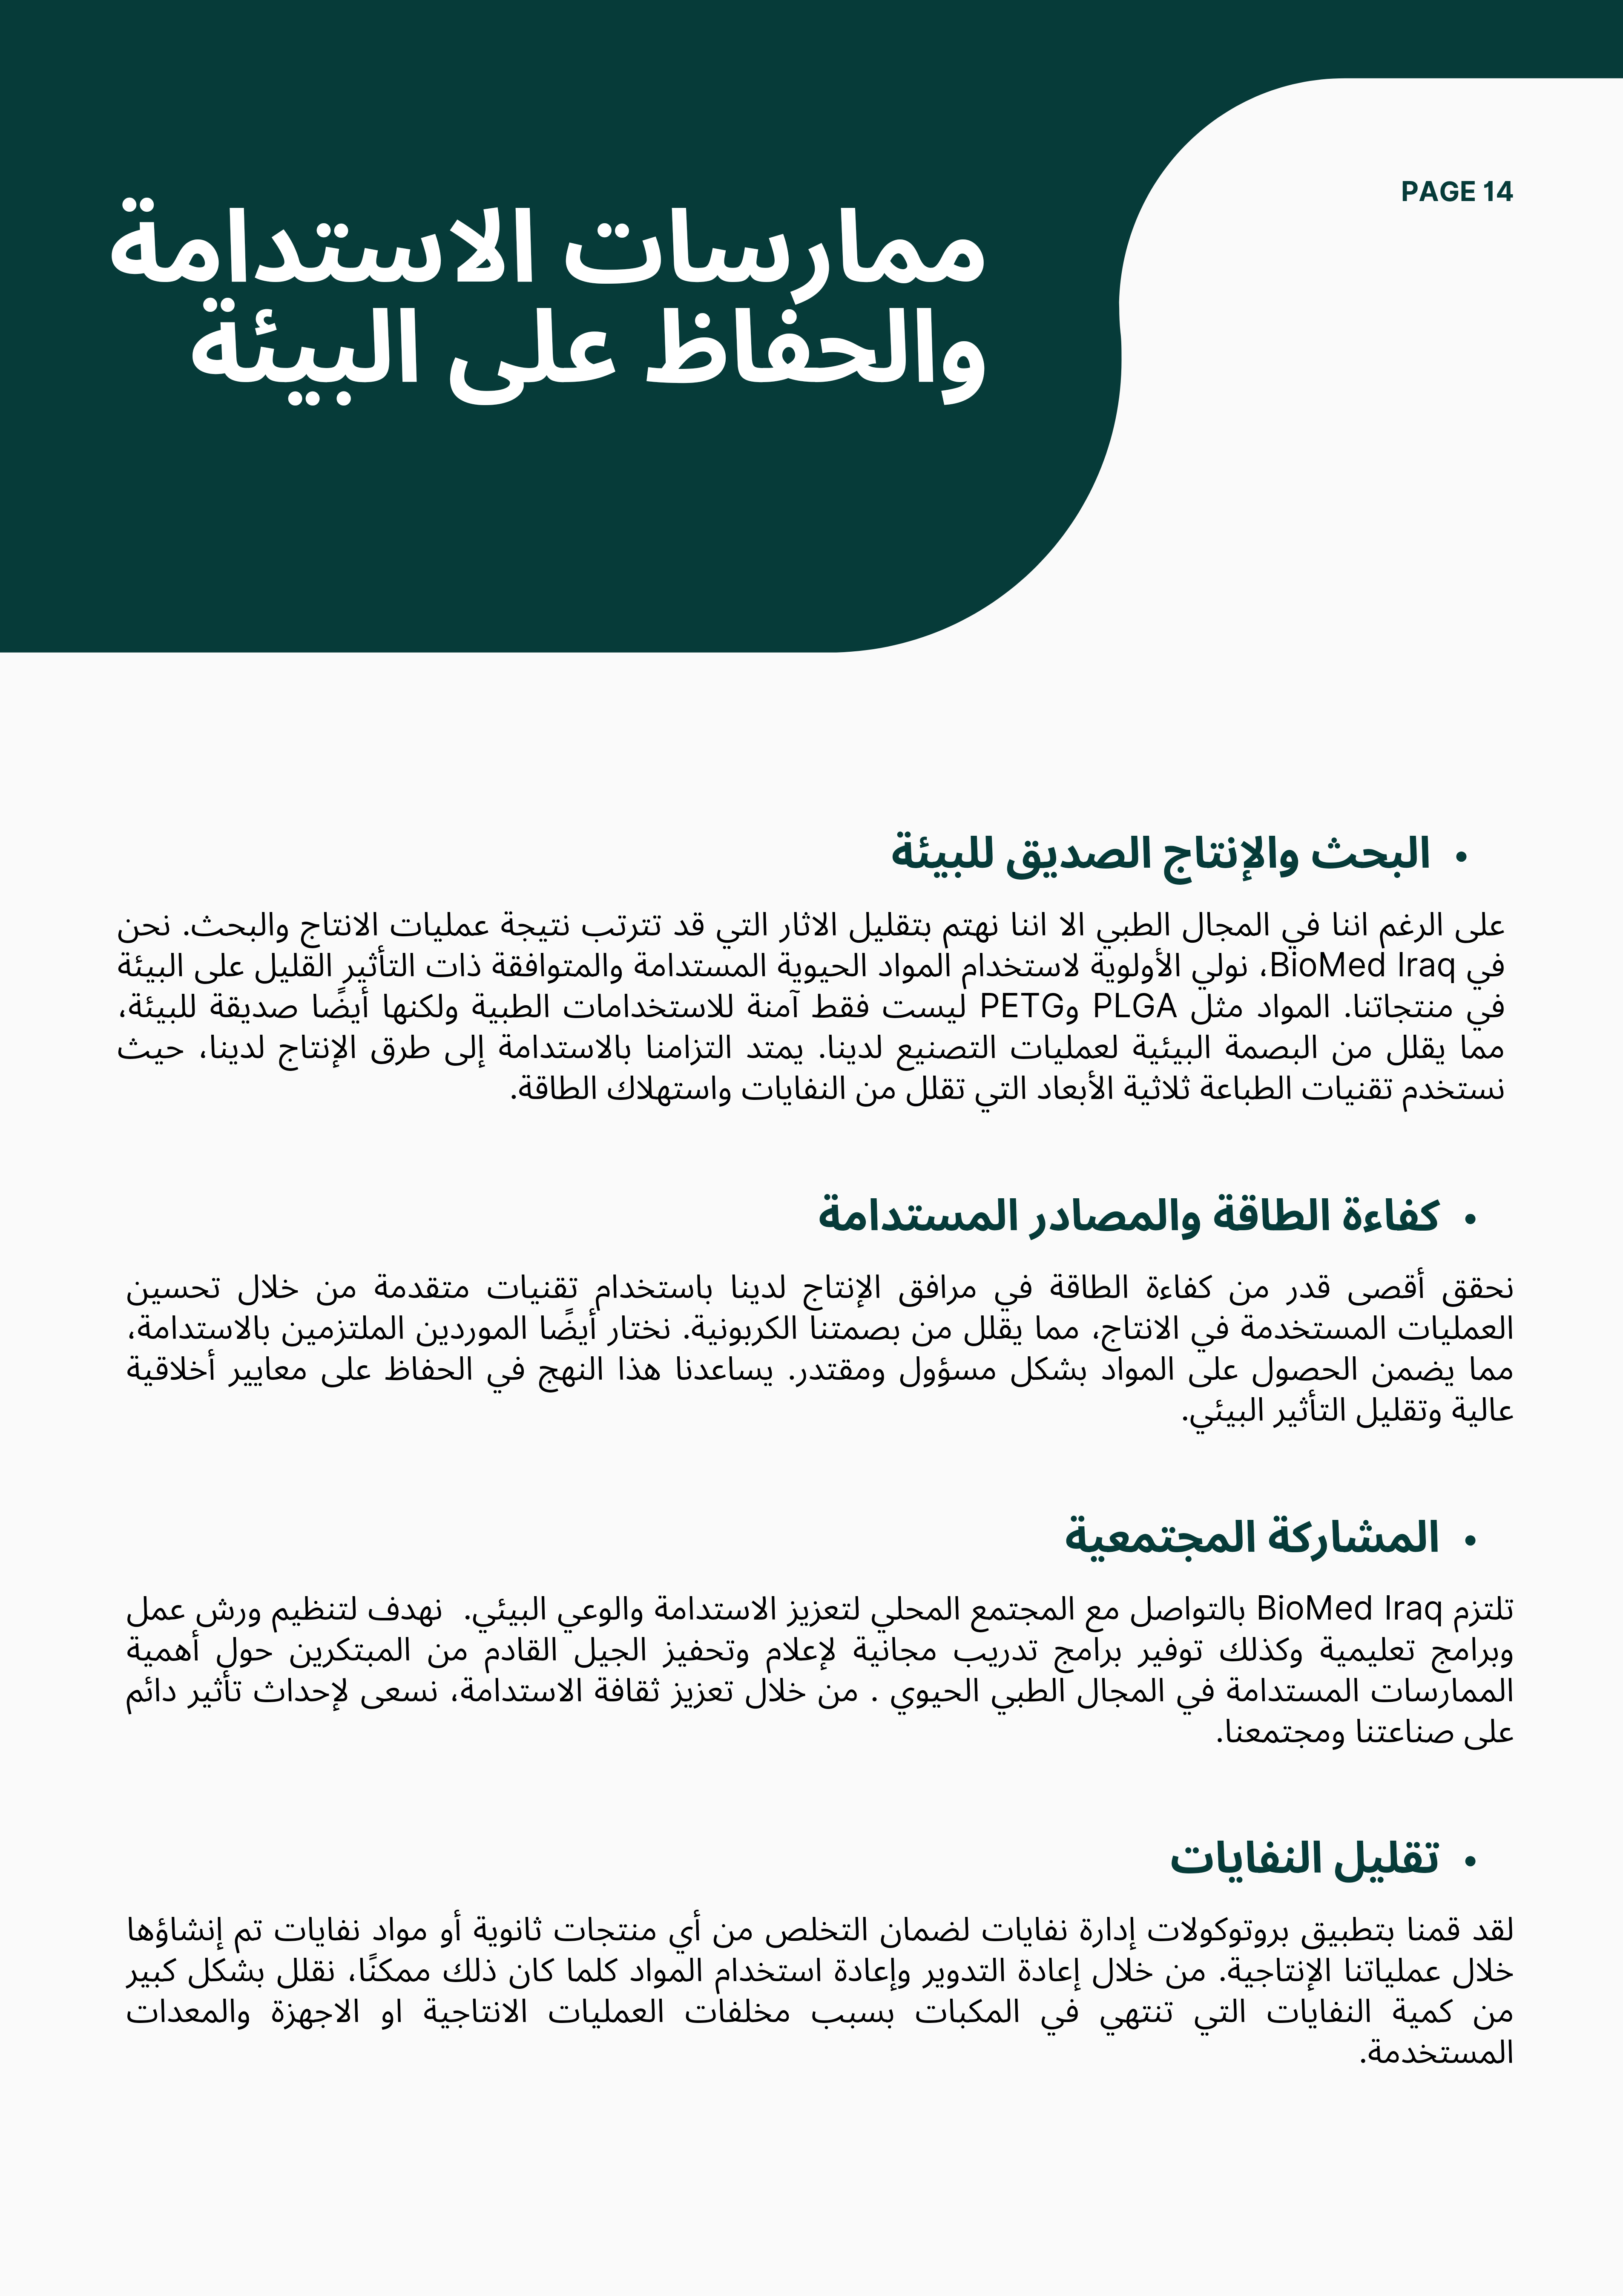 PAGE 14
ممارسات الاستدامة
والحفاظ على البيئة
• البحث والإنتاج الصديق للبيئة
على الرغم اننا في المجال الطبي الا اننا نهتم بتقليل الاثار التي قد تترتب نتيجة عمليات الانتاج والبحث. نحن
في BioMed Iraq، نولي الأولوية لاستخدام المواد الحيوية المستدامة والمتوافقة ذات التأثير القليل على البيئة
في منتجاتنا. المواد مثل PLGA وPETG ليست فقط آمنة للاستخدامات الطبية ولكنها أيضًا صديقة للبيئة،
مما يقلل من البصمة البيئية لعمليات التصنيع لدينا. يمتد التزامنا بالاستدامة إلى طرق الإنتاج لدينا، حيث
نستخدم تقنيات الطباعة ثلاثية الأبعاد التي تقلل من النفايات واستهلاك الطاقة.
• كفاءة الطاقة والمصادر المستدامة
نحقق أقصى قدر من كفاءة الطاقة في مرافق الإنتاج لدينا باستخدام تقنيات متقدمة من خلال تحسين
العمليات المستخدمة في الانتاج، مما يقلل من بصمتنا الكربونية. نختار أيضًا الموردين الملتزمين بالاستدامة،
مما يضمن الحصول على المواد بشكل مسؤول ومقتدر. يساعدنا هذا النهج في الحفاظ على معايير أخلاقية
عالية وتقليل التأثير البيئي.
• المشاركة المجتمعية
تلتزم BioMed Iraq بالتواصل مع المجتمع المحلي لتعزيز الاستدامة والوعي البيئي. نهدف لتنظيم ورش عمل
وبرامج تعليمية وكذلك توفير برامج تدريب مجانية لإعلام وتحفيز الجيل القادم من المبتكرين حول أهمية
الممارسات المستدامة في المجال الطبي الحيوي . من خلال تعزيز ثقافة الاستدامة، نسعى لإحداث تأثير دائم
على صناعتنا ومجتمعنا.
• تقليل النفايات
لقد قمنا بتطبيق بروتوكولات إدارة نفايات لضمان التخلص من أي منتجات ثانوية أو مواد نفايات تم إنشاؤها
خلال عملياتنا الإنتاجية. من خلال إعادة التدوير وإعادة استخدام المواد كلما كان ذلك ممكنًا، نقلل بشكل كبير
من كمية النفايات التي تنتهي في المكبات بسبب مخلفات العمليات الانتاجية او الاجهزة والمعدات
المستخدمة.